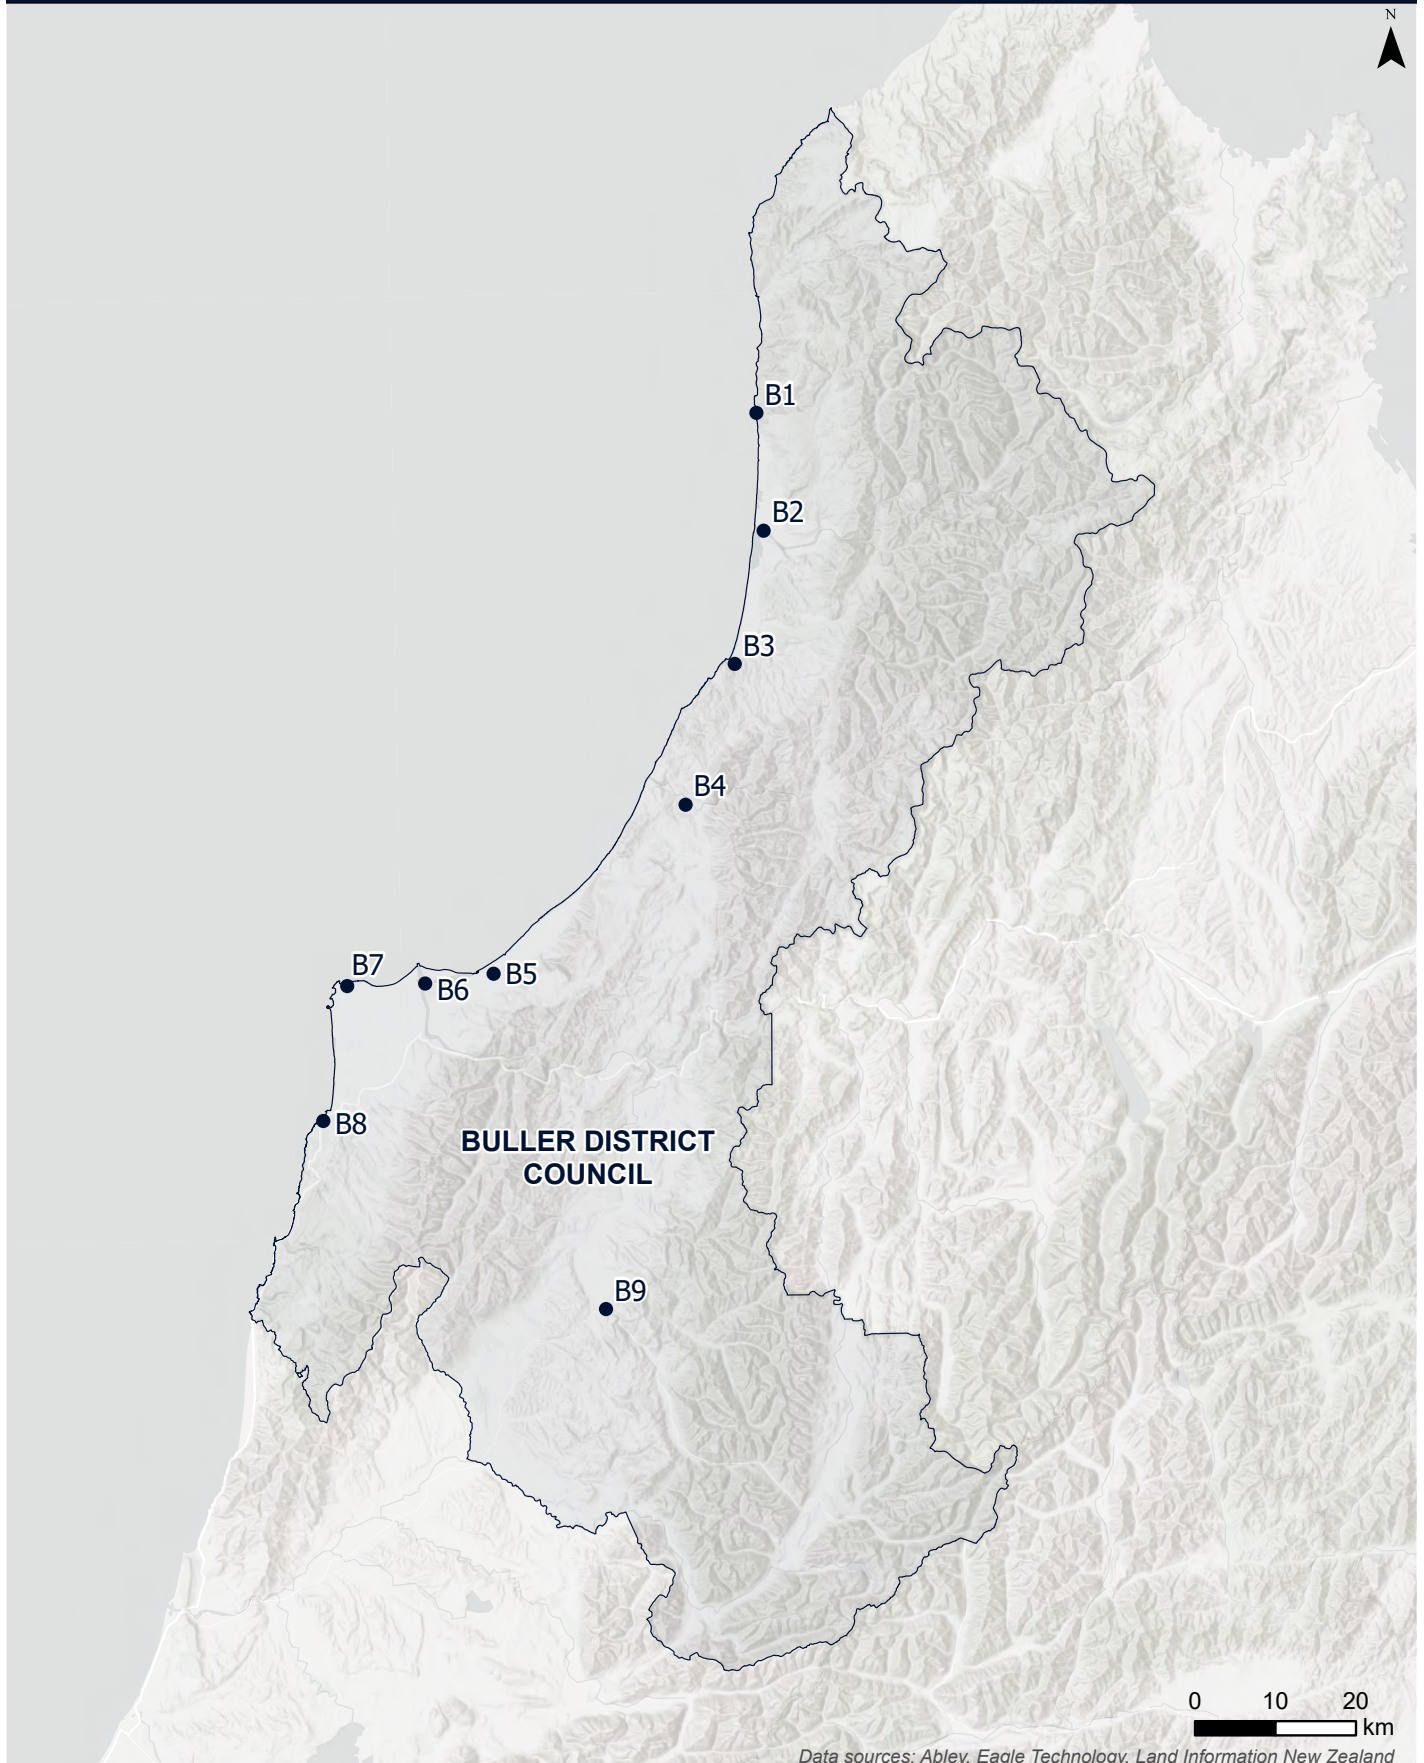 N
B1
B2
B3
B4
B5
B6
B7
B8
BULLER DISTRICT
COUNCIL
B9
0 10 20
km
Data sources: Abley, Eagle Technology, Land Information New Zealand